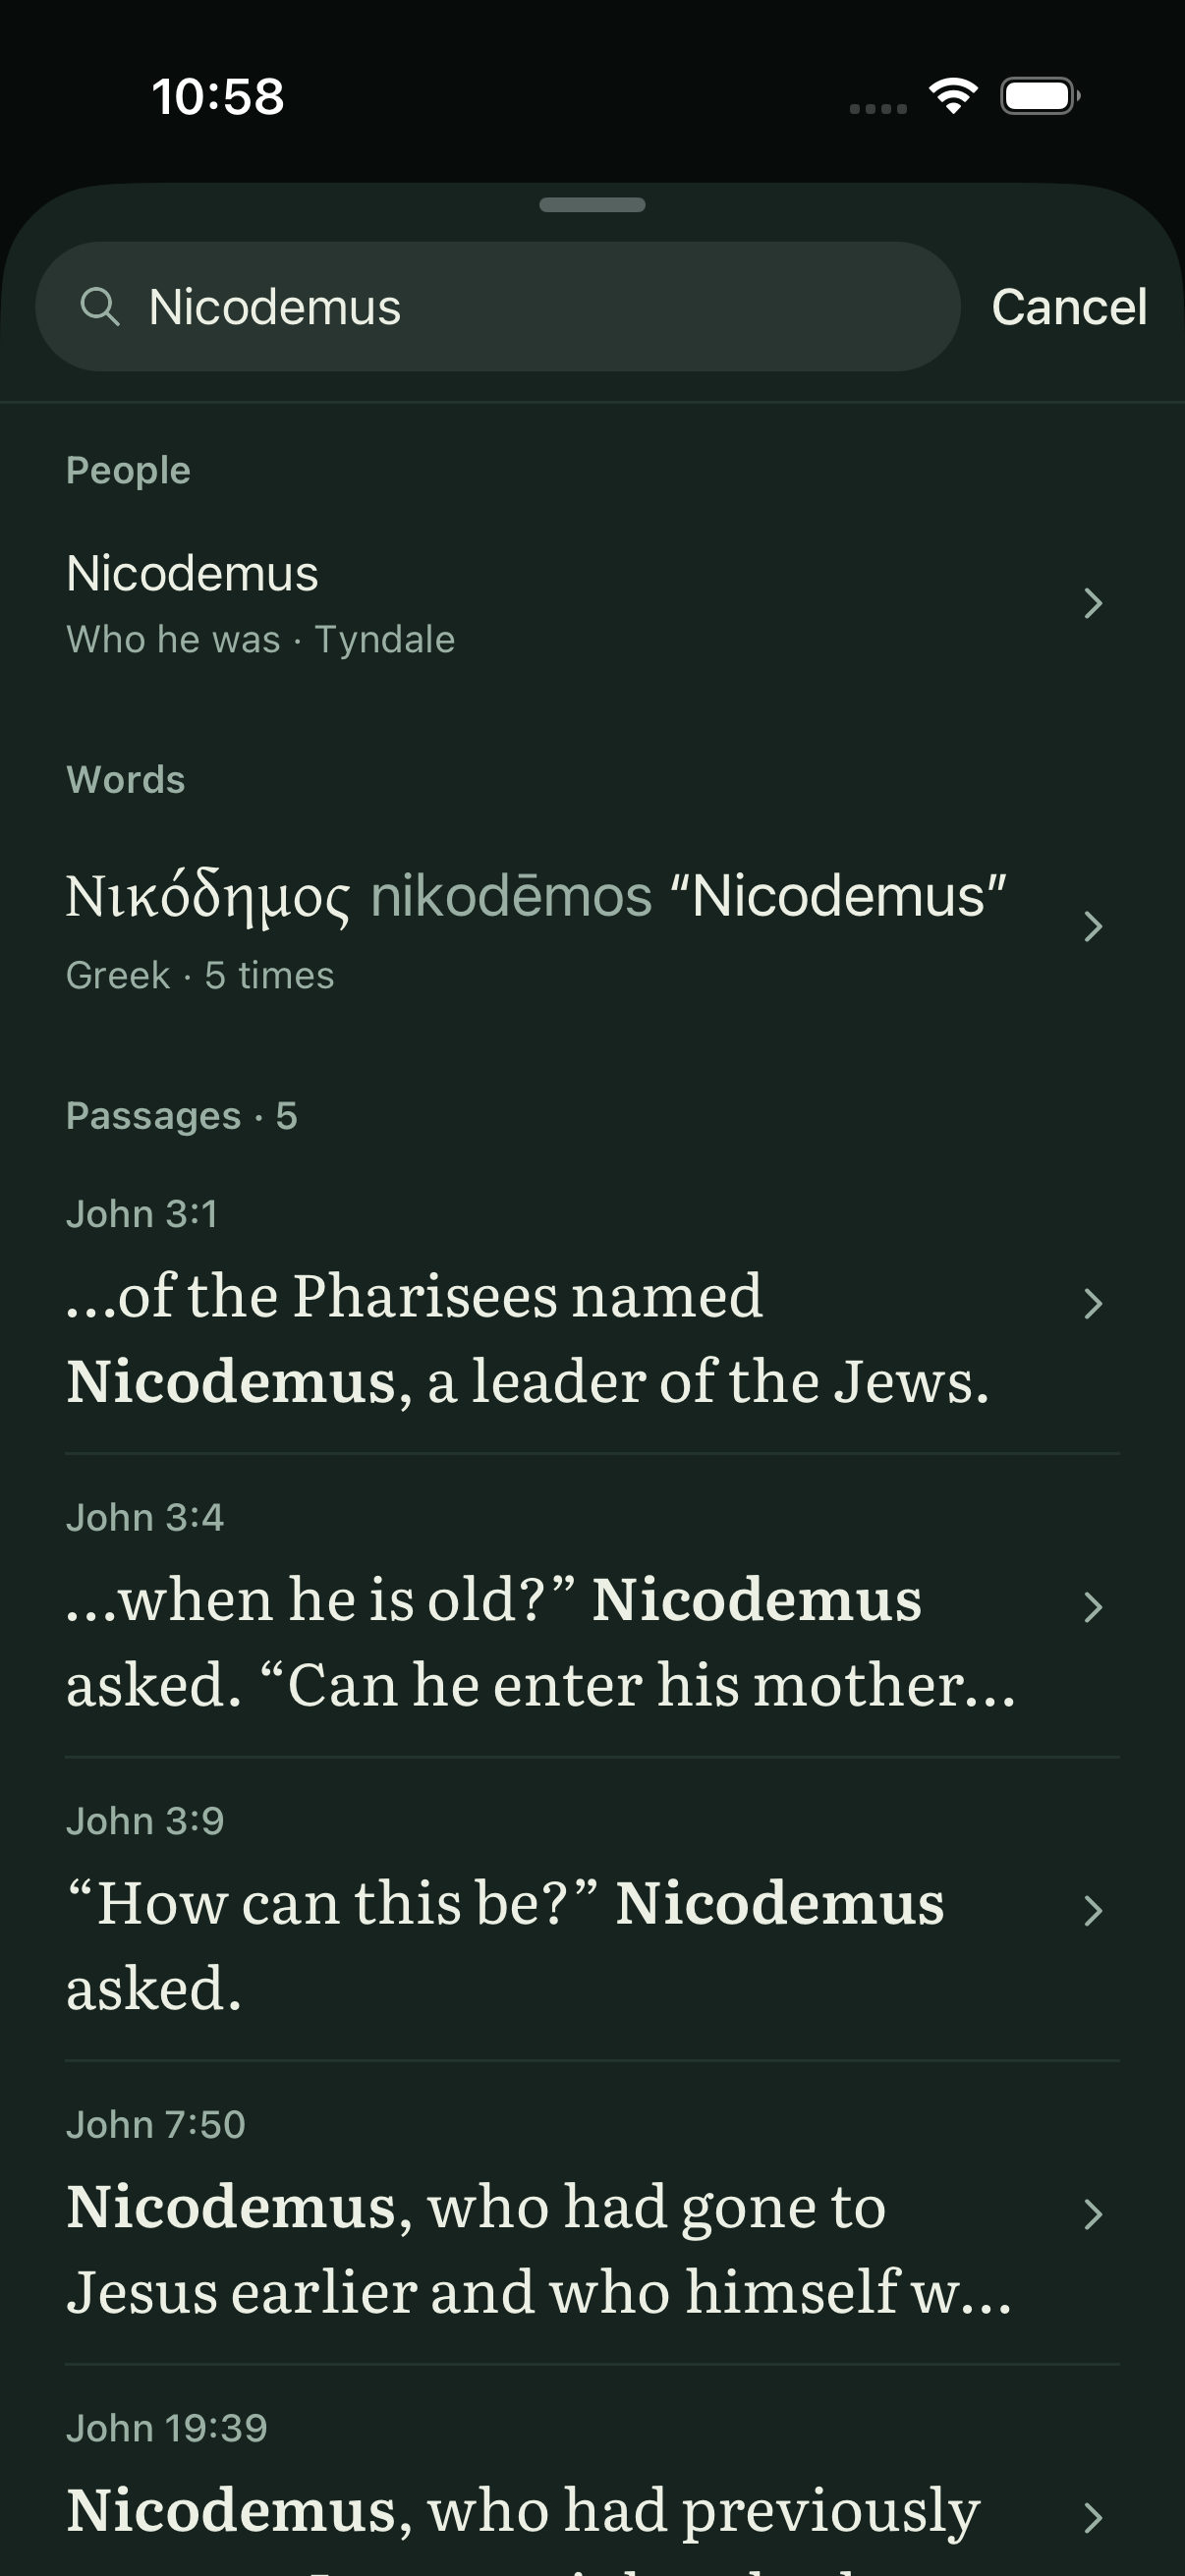 10:58
Nicodemus
Cancel
People
Nicodemus
Who he was · Tyndale
Words
Νικόδημος nikodēmos “Nicodemus”
Greek · 5 times
Passages · 5
John 3:1
…of the Pharisees named
Nicodemus, a leader of the Jews.
John 3:4
…when he is old?” Nicodemus
asked. “Can he enter his mother…
John 3:9
“How can this be?” Nicodemus
asked.
John 7:50
Nicodemus, who had gone to
Jesus earlier and who himself w…
John 19:39
Nicodemus, who had previously